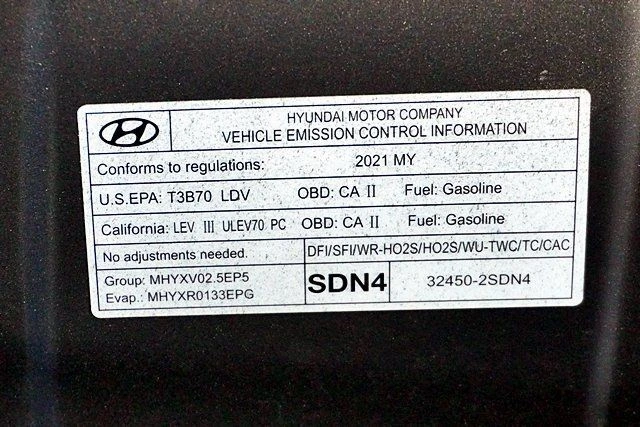 HYUNDAI MOTOR COMPANY
VEHICLE EMISSION CONTROL INFORMATION
Conforms to regulations: 2021 MY
U.S.EPA: T3B70 LDV OBD: CA II Fuel: Gasoline
California: LEV III ULEV70 PC OBD: CA II Fuel: Gasoline
No adjustments needed. DFI/SFI/WR-HO2S/HO2S/WU-TWC/TC/CAC
Group: MHYXV02.5EP5
Evap.: MHYXR0133EPG
SDN4 32450-2SDN4